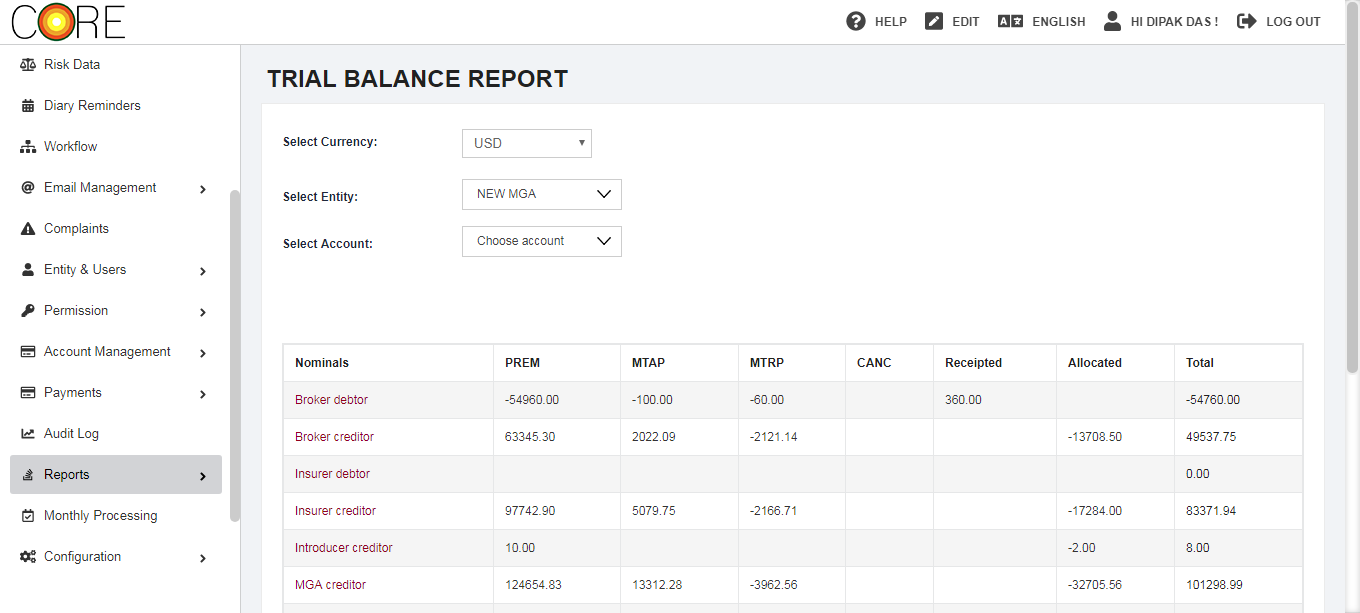 CORE
HELP EDIT ENGLISH HI DIPAK DAS ! LOG OUT
Risk Data
Diary Reminders
Workflow
Email Management
Complaints
Entity & Users
Permission
Account Management
Payments
Audit Log
Reports
Monthly Processing
Configuration
TRIAL BALANCE REPORT
Select Currency: USD
Select Entity: NEW MGA
Select Account: Choose account
Nominals PREM MTAP MTRP CANC Receipted Allocated Total
Broker debtor -54960.00 -100.00 -60.00 360.00 -54760.00
Broker creditor 63345.30 2022.09 -2121.14 -13708.50 49537.75
Insurer debtor 0.00
Insurer creditor 97742.90 5079.75 -2166.71 -17284.00 83371.94
Introducer creditor 10.00 -2.00 8.00
MGA creditor 124654.83 13312.28 -3962.56 -32705.56 101298.99